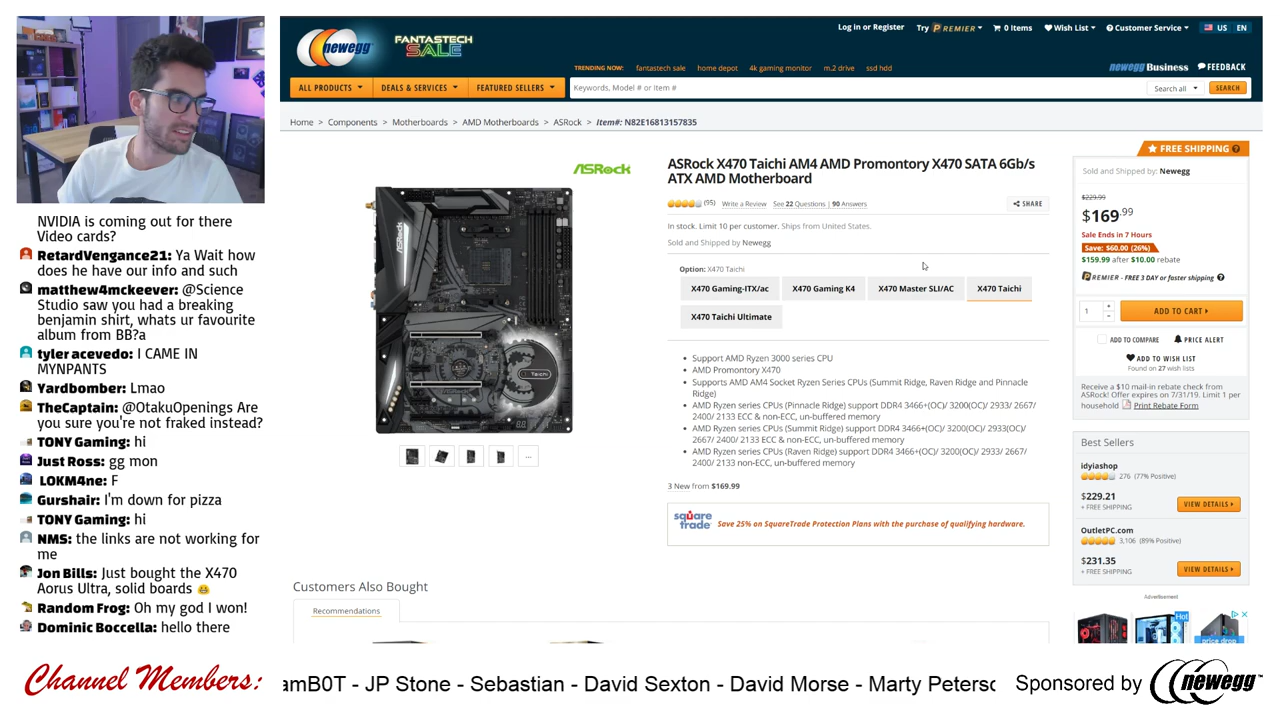 newegg
FANTASTECH
SALE
Log in or Register
Try PREMIER
0 Items
Wish List
Customer Service
US EN
TRENDING NOW: fantastech sale home depot 4k gaming monitor m.2 drive ssd hdd
newegg Business
FEEDBACK
ALL PRODUCTS
DEALS & SERVICES
FEATURED SELLERS
Keywords, Model # or Item #
Search all
SEARCH
Home > Components > Motherboards > AMD Motherboards > ASRock > Item#: N82E16813157835
ASRock
ASRock
Taichi
ASRock X470 Taichi AM4 AMD Promontory X470 SATA 6Gb/s
ATX AMD Motherboard
(95) Write a Review See 22 Questions | 90 Answers
SHARE
In stock. Limit 10 per customer. Ships from United States.
Sold and Shipped by Newegg
Option: X470 Taichi
X470 Gaming-ITX/ac
X470 Gaming K4
X470 Master SLI/AC
X470 Taichi
X470 Taichi Ultimate
Support AMD Ryzen 3000 series CPU
AMD Promontory X470
Supports AMD AM4 Socket Ryzen Series CPUs (Summit Ridge, Raven Ridge and Pinnacle
Ridge)
AMD Ryzen series CPUs (Pinnacle Ridge) support DDR4 3466+(OC)/ 3200(OC)/ 2933/ 2667/
2400/ 2133 ECC & non-ECC, un-buffered memory
AMD Ryzen series CPUs (Summit Ridge) support DDR4 3466+(OC)/ 3200(OC)/ 2933(OC)/
2667/ 2400/ 2133 ECC & non-ECC, un-buffered memory
AMD Ryzen series CPUs (Raven Ridge) support DDR4 3466+(OC)/ 3200(OC)/ 2933/ 2667/
2400/ 2133 non-ECC, un-buffered memory
3 New from $169.99
square
trade
Save 25% on SquareTrade Protection Plans with the purchase of qualifying hardware.
Customers Also Bought
Recommendations
FREE SHIPPING
Sold and Shipped by: Newegg
$229.99
$169.99
Sale Ends in 7 Hours
Save: $60.00 (26%)
$159.99 after $10.00 rebate
PREMIER - FREE 3 DAY or faster shipping
1
ADD TO CART
ADD TO COMPARE
PRICE ALERT
ADD TO WISH LIST
Found on 27 wish lists
Receive a $10 mail-in rebate check from
ASRock! Offer expires on 7/31/19. Limit 1 per
household Print Rebate Form
Best Sellers
idyiashop
276 (77% Positive)
$229.21
+ FREE SHIPPING
VIEW DETAILS
OutletPC.com
3,106 (89% Positive)
$231.35
+ FREE SHIPPING
VIEW DETAILS
Advertisement
Hot
price drop
NVIDIA is coming out for there
Video cards?
RetardVengance21: Ya Wait how
does he have our info and such
matthew4mckeever: @Science
Studio saw you had a breaking
benjamin shirt, whats ur favourite
album from BB?a
tyler acevedo: I CAME IN
MYNPANTS
Yardbomber: Lmao
TheCaptain: @OtakuOpenings Are
you sure you're not fraked instead?
TONY Gaming: hi
Just Ross: gg mon
LOKM4ne: F
Gurshair: I'm down for pizza
TONY Gaming: hi
NMS: the links are not working for
me
Jon Bills: Just bought the X470
Aorus Ultra, solid boards
Random Frog: Oh my god I won!
Dominic Boccella: hello there
Channel Members:
amB0T - JP Stone - Sebastian - David Sexton - David Morse - Marty Peterso
Sponsored by newegg